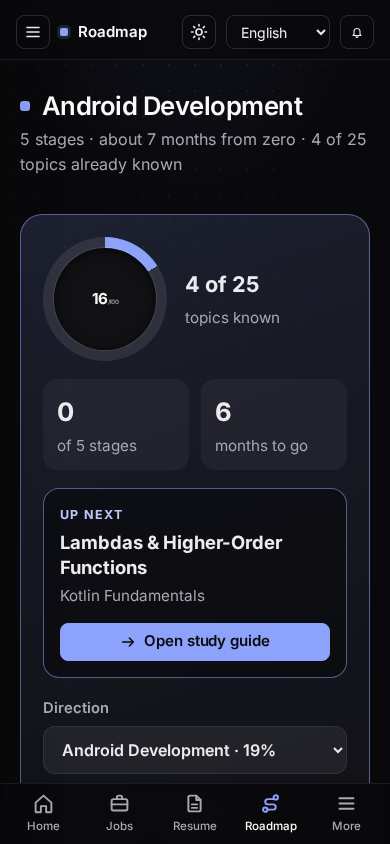 Roadmap
English
Android Development
5 stages · about 7 months from zero · 4 of 25
topics already known
16/100
4 of 25
topics known
0
of 5 stages
6
months to go
UP NEXT
Lambdas & Higher-Order
Functions
Kotlin Fundamentals
→ Open study guide
Direction
Android Development · 19%
Home
Jobs
Resume
Roadmap
More